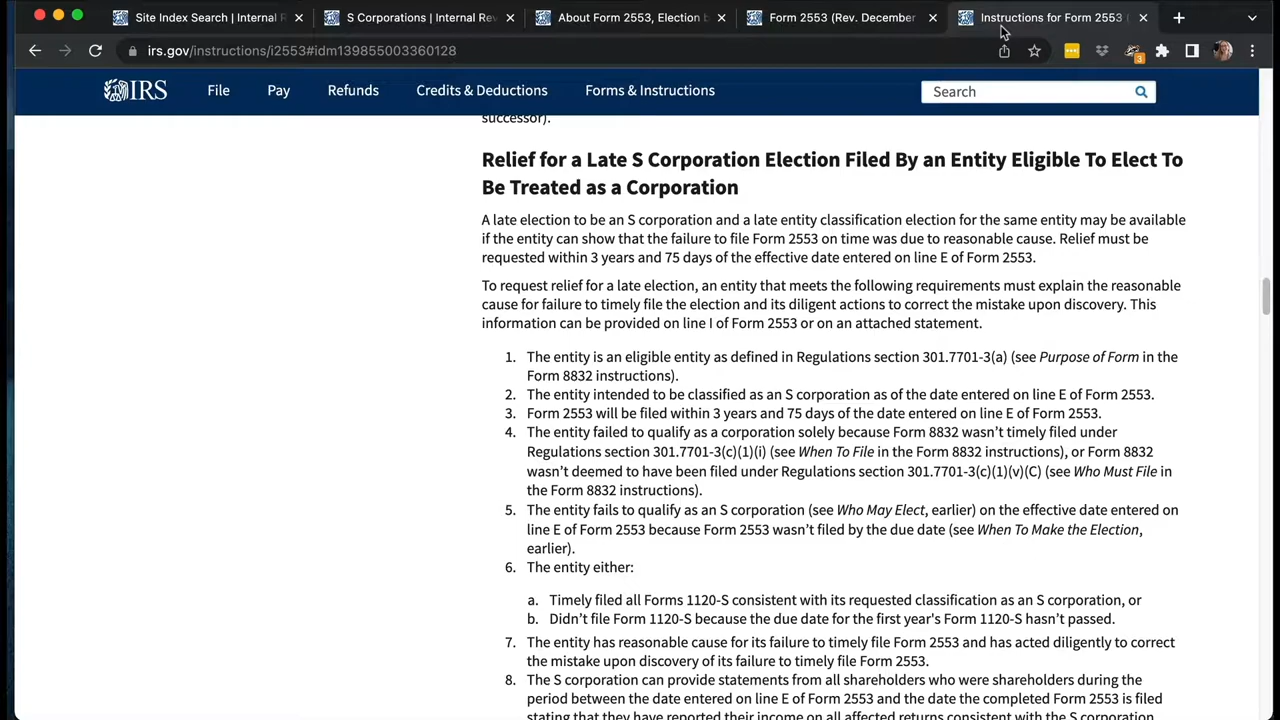 Site Index Search | Internal R
S Corporations | Internal Rev
About Form 2553, Election b
Form 2553 (Rev. December
Instructions for Form 2553 (
irs.gov/instructions/i2553#idm139855003360128
3
IRS
File
Pay
Refunds
Credits & Deductions
Forms & Instructions
Search
successor).
Relief for a Late S Corporation Election Filed By an Entity Eligible To Elect To
Be Treated as a Corporation
A late election to be an S corporation and a late entity classification election for the same entity may be available
if the entity can show that the failure to file Form 2553 on time was due to reasonable cause. Relief must be
requested within 3 years and 75 days of the effective date entered on line E of Form 2553.
To request relief for a late election, an entity that meets the following requirements must explain the reasonable
cause for failure to timely file the election and its diligent actions to correct the mistake upon discovery. This
information can be provided on line I of Form 2553 or on an attached statement.
1. The entity is an eligible entity as defined in Regulations section 301.7701-3(a) (see Purpose of Form in the
Form 8832 instructions).
2. The entity intended to be classified as an S corporation as of the date entered on line E of Form 2553.
3. Form 2553 will be filed within 3 years and 75 days of the date entered on line E of Form 2553.
4. The entity failed to qualify as a corporation solely because Form 8832 wasn't timely filed under
Regulations section 301.7701-3(c)(1)(i) (see When To File in the Form 8832 instructions), or Form 8832
wasn't deemed to have been filed under Regulations section 301.7701-3(c)(1)(v)(C) (see Who Must File in
the Form 8832 instructions).
5. The entity fails to qualify as an S corporation (see Who May Elect, earlier) on the effective date entered on
line E of Form 2553 because Form 2553 wasn't filed by the due date (see When To Make the Election,
earlier).
6. The entity either:
a. Timely filed all Forms 1120-S consistent with its requested classification as an S corporation, or
b. Didn't file Form 1120-S because the due date for the first year's Form 1120-S hasn't passed.
7. The entity has reasonable cause for its failure to timely file Form 2553 and has acted diligently to correct
the mistake upon discovery of its failure to timely file Form 2553.
8. The S corporation can provide statements from all shareholders who were shareholders during the
period between the date entered on line E of Form 2553 and the date the completed Form 2553 is filed
stating that they have reported their income on all affected returns consistent with the S corporation